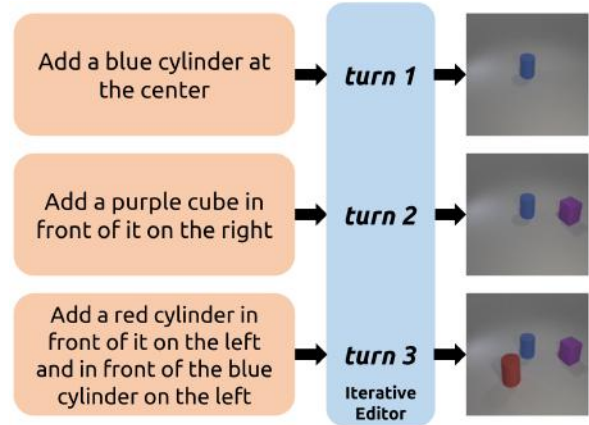 Add a blue cylinder at
the center
turn 1
Add a purple cube in
front of it on the right
turn 2
Add a red cylinder in
front of it on the left
and in front of the blue
cylinder on the left
turn 3
Iterative
Editor